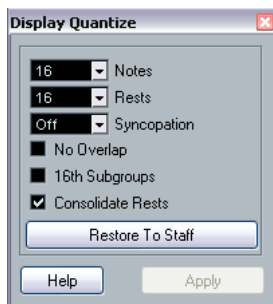 Display Quantize
16 Notes
16 Rests
Off Syncopation
No Overlap
16th Subgroups
Consolidate Rests
Restore To Staff
Help Apply